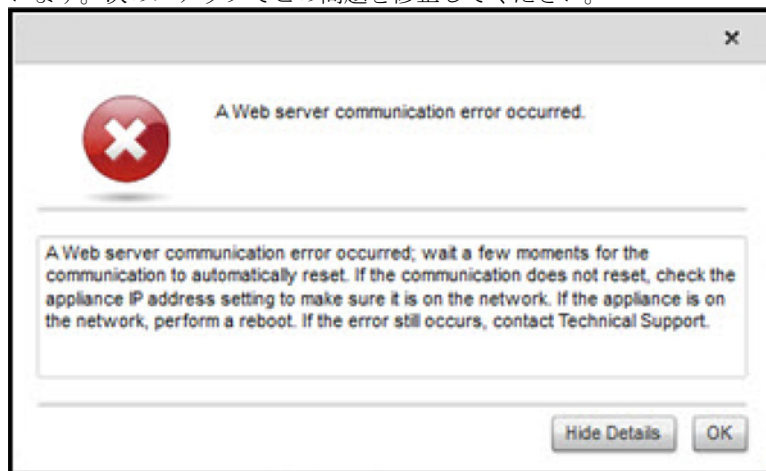 A Web server communication error occurred.
A Web server communication error occurred; wait a few moments for the
communication to automatically reset. If the communication does not reset, check the
appliance IP address setting to make sure it is on the network. If the appliance is on
the network, perform a reboot. If the error still occurs, contact Technical Support.
Hide Details
OK